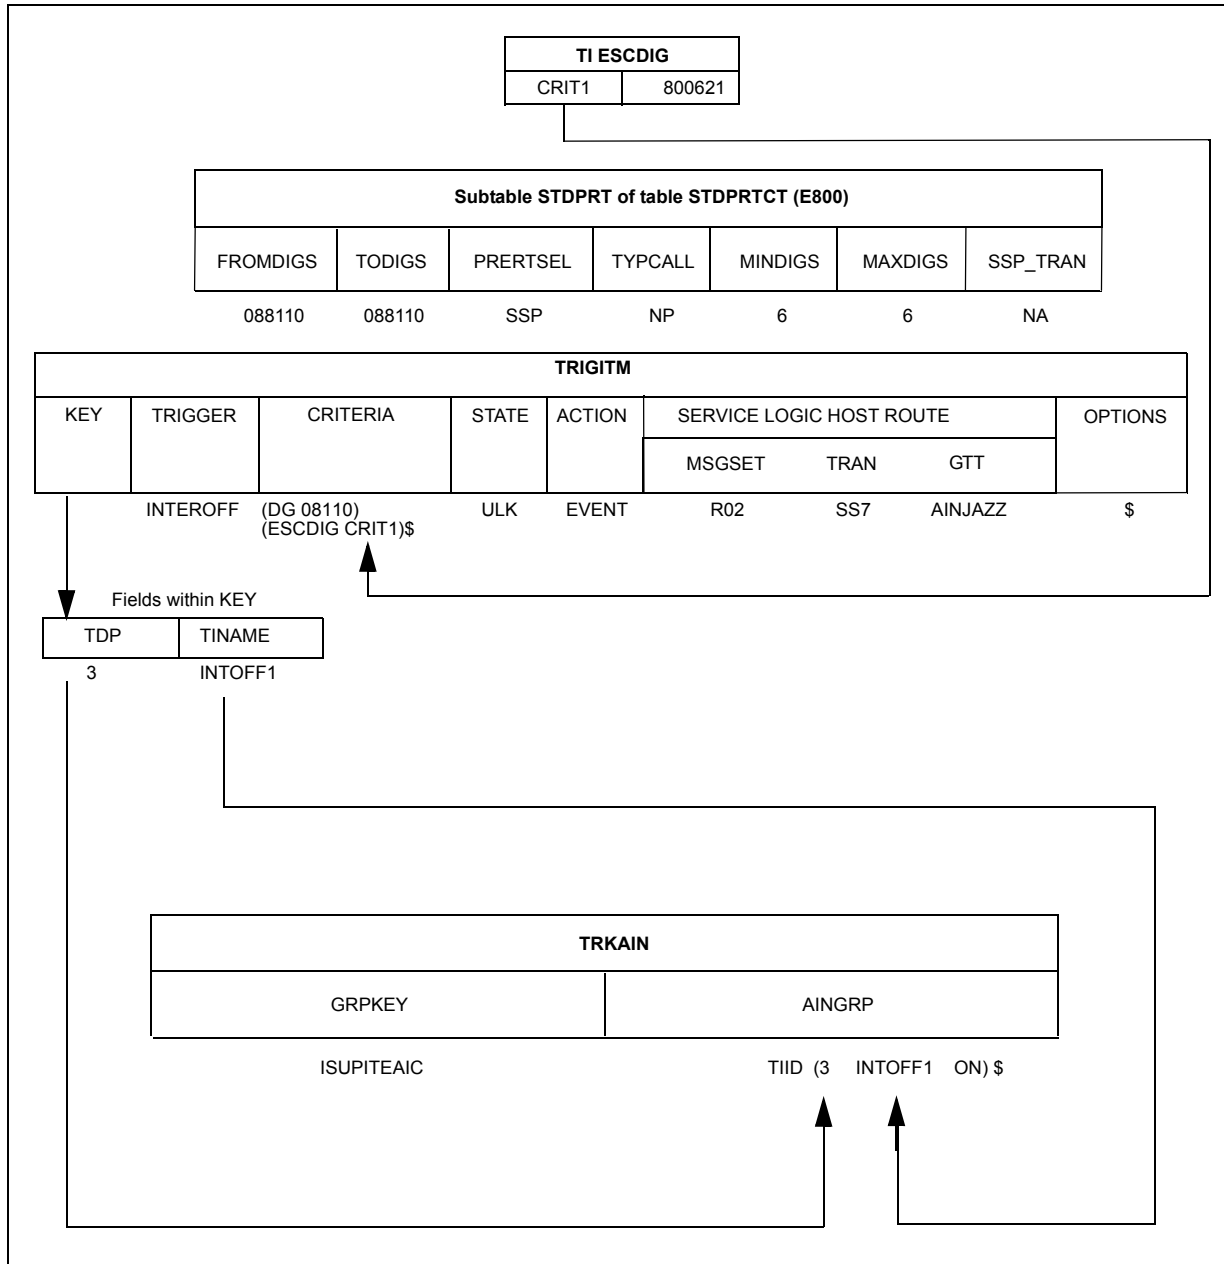 TI ESCDIG
CRIT1 800621
Subtable STDPRT of table STDPRTCT (E800)
FROMDIGS TODIGS PRERTSEL TYPCALL MINDIGS MAXDIGS SSP_TRAN
088110 088110 SSP NP 6 6 NA
TRIGITM
KEY TRIGGER CRITERIA STATE ACTION SERVICE LOGIC HOST ROUTE OPTIONS
MSGSET TRAN GTT
INTEROFF (DG 08110) ULK EVENT R02 SS7 AINJAZZ $
(ESCDIG CRIT1)$
Fields within KEY
TDP TINAME
3 INTOFF1
TRKAIN
GRPKEY AINGRP
ISUPITEAIC TIID (3 INTOFF1 ON) $